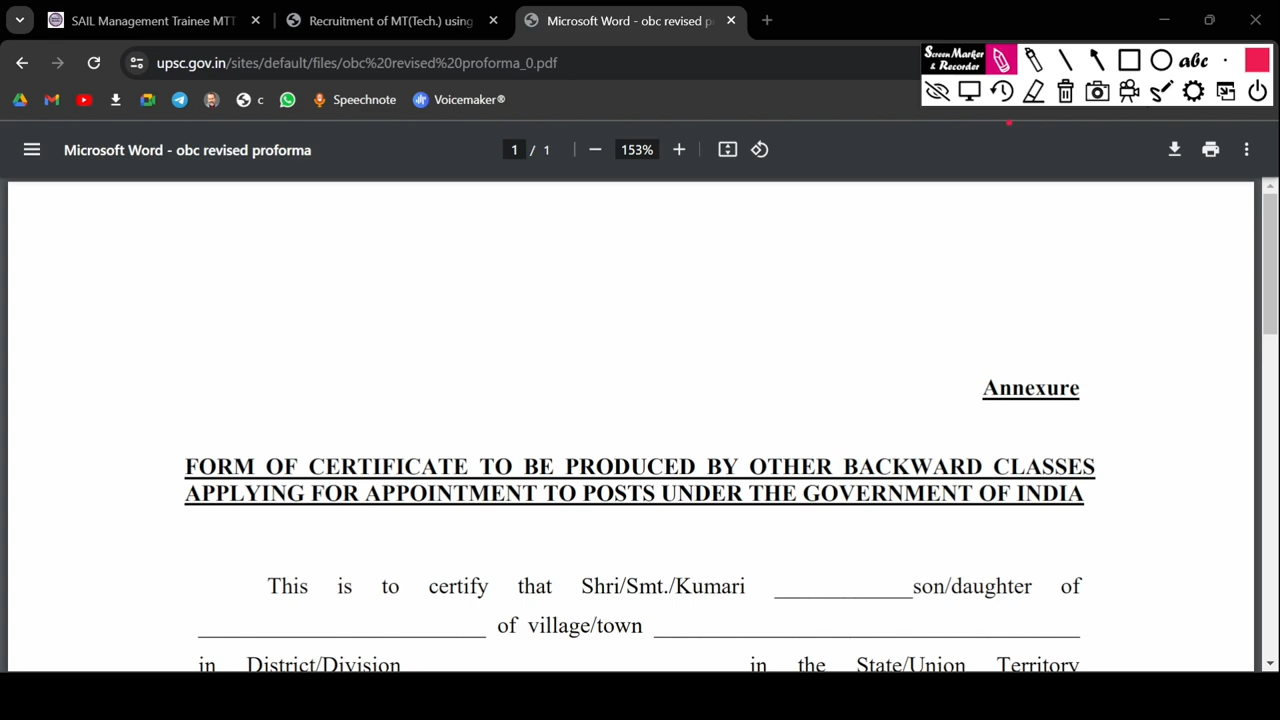 SAIL Management Trainee MTT
Recruitment of MT(Tech.) using
Microsoft Word - obc revised p
upsc.gov.in/sites/default/files/obc%20revised%20proforma_0.pdf
Screen Marker
& Recorder
abc
c
Speechnote
Voicemaker®
Microsoft Word - obc revised proforma
1 / 1
153%
Annexure
FORM OF CERTIFICATE TO BE PRODUCED BY OTHER BACKWARD CLASSES
APPLYING FOR APPOINTMENT TO POSTS UNDER THE GOVERNMENT OF INDIA
This is to certify that Shri/Smt./Kumari ____________son/daughter of
_________________________ of village/town _____________________________________
in District/Division in the State/Union Territory